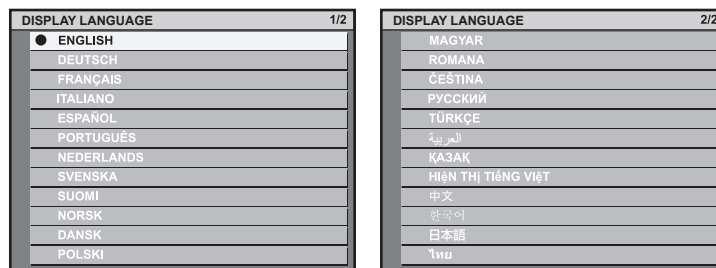 DISPLAY LANGUAGE 1/2
ENGLISH
DEUTSCH
FRANÇAIS
ITALIANO
ESPAÑOL
PORTUGUÊS
NEDERLANDS
SVENSKA
SUOMI
NORSK
DANSK
POLSKI
DISPLAY LANGUAGE 2/2
MAGYAR
ROMANA
ČEŠTINA
РУССКИЙ
TÜRKÇE
العربية
ҚАЗАҚ
HIệN THị TIếNG VIệT
中文
한국어
日本語
ไทย